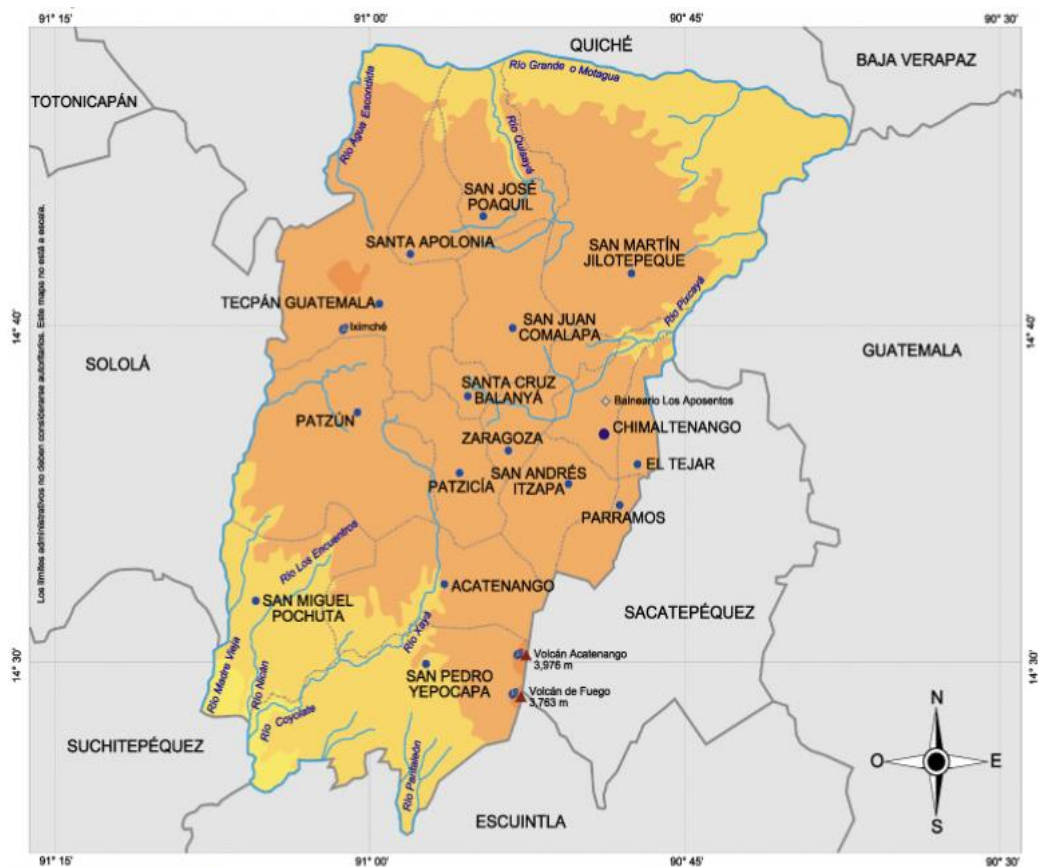 91° 15'
91° 00'
90° 45'
90° 30'
QUICHÉ
BAJA VERAPAZ
TOTONICAPÁN
Río Grande o Motagua
Río Agua Escondida
Río Quisayá
SAN JOSÉ
POAQUIL
SANTA APOLONIA
SAN MARTÍN
JILOTEPEQUE
Los límites administrativos no deben considerarse autoritarios. Este mapa no está a escala.
TECPÁN GUATEMALA
Iximché
SAN JUAN
COMALAPA
Río Pixcayá
14° 40'
14° 40'
SOLOLÁ
GUATEMALA
SANTA CRUZ
BALANYÁ
Balneario Los Aposentos
PATZÚN
CHIMALTENANGO
ZARAGOZA
EL TEJAR
PATZICÍA
SAN ANDRÉS
ITZAPA
PARRAMOS
Río Los Encuentros
ACATENANGO
SAN MIGUEL
POCHUTA
SACATEPÉQUEZ
Río Xayá
Volcán Acatenango
3,976 m
14° 30'
14° 30'
SAN PEDRO
YEPOCAPA
Río Madre Vieja
Río Nicán
Volcán de Fuego
3,763 m
Río Coyolate
SUCHITEPÉQUEZ
Río Pantaleón
N
O
E
S
ESCUINTLA
91° 15'
91° 00'
90° 45'
90° 30'